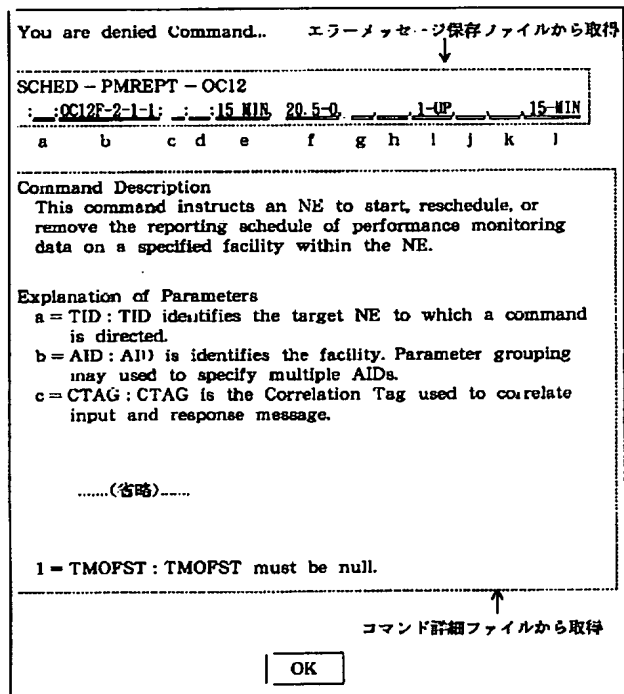 You are denied Command...
エラーメッセージ保存ファイルから取得
SCHED - PMREPT - OC12
:__:OC12F-2-1-1: _:__:15 MIN, 20.5-0, __,___,1-UP,___,___,15-MIN
a b c d e f g h i j k l
Command Description
This command instructs an NE to start, reschedule, or
remove the reporting schedule of performance monitoring
data on a specified facility within the NE.
Explanation of Parameters
a = TID : TID identifies the target NE to which a command
is directed.
b = AID : AID is identifies the facility. Parameter grouping
may used to specify multiple AIDs.
c = CTAG : CTAG is the Correlation Tag used to correlate
input and response message.
.......(省略)......
l = TMOFST : TMOFST must be null.
コマンド詳細ファイルから取得
OK